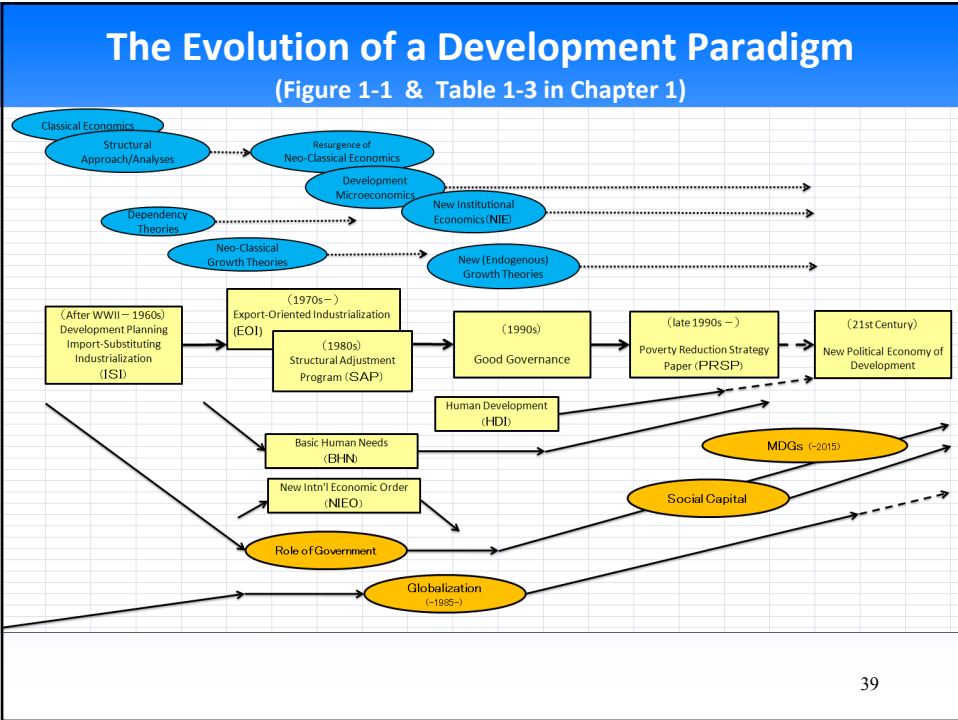 The Evolution of a Development Paradigm
(Figure 1-1 & Table 1-3 in Chapter 1)
Classical Economics
Structural
Approach/Analyses
Resurgence of
Neo-Classical Economics
Development
Microeconomics
New Institutional
Economics(NIE)
Dependency
Theories
Neo-Classical
Growth Theories
New (Endogenous)
Growth Theories
(After WWII－1960s)
Development Planning
Import-Substituting
Industrialization
(ISI)
(1970s－)
Export-Oriented Industrialization
(EOI)
(1980s)
Structural Adjustment
Program (SAP)
(1990s)
Good Governance
(late 1990s －)
Poverty Reduction Strategy
Paper (PRSP)
(21st Century)
New Political Economy of
Development
Human Development
(HDI)
Basic Human Needs
(BHN)
New Intn'l Economic Order
(NIEO)
MDGs (-2015)
Social Capital
Role of Government
Globalization
(-1985-)
39